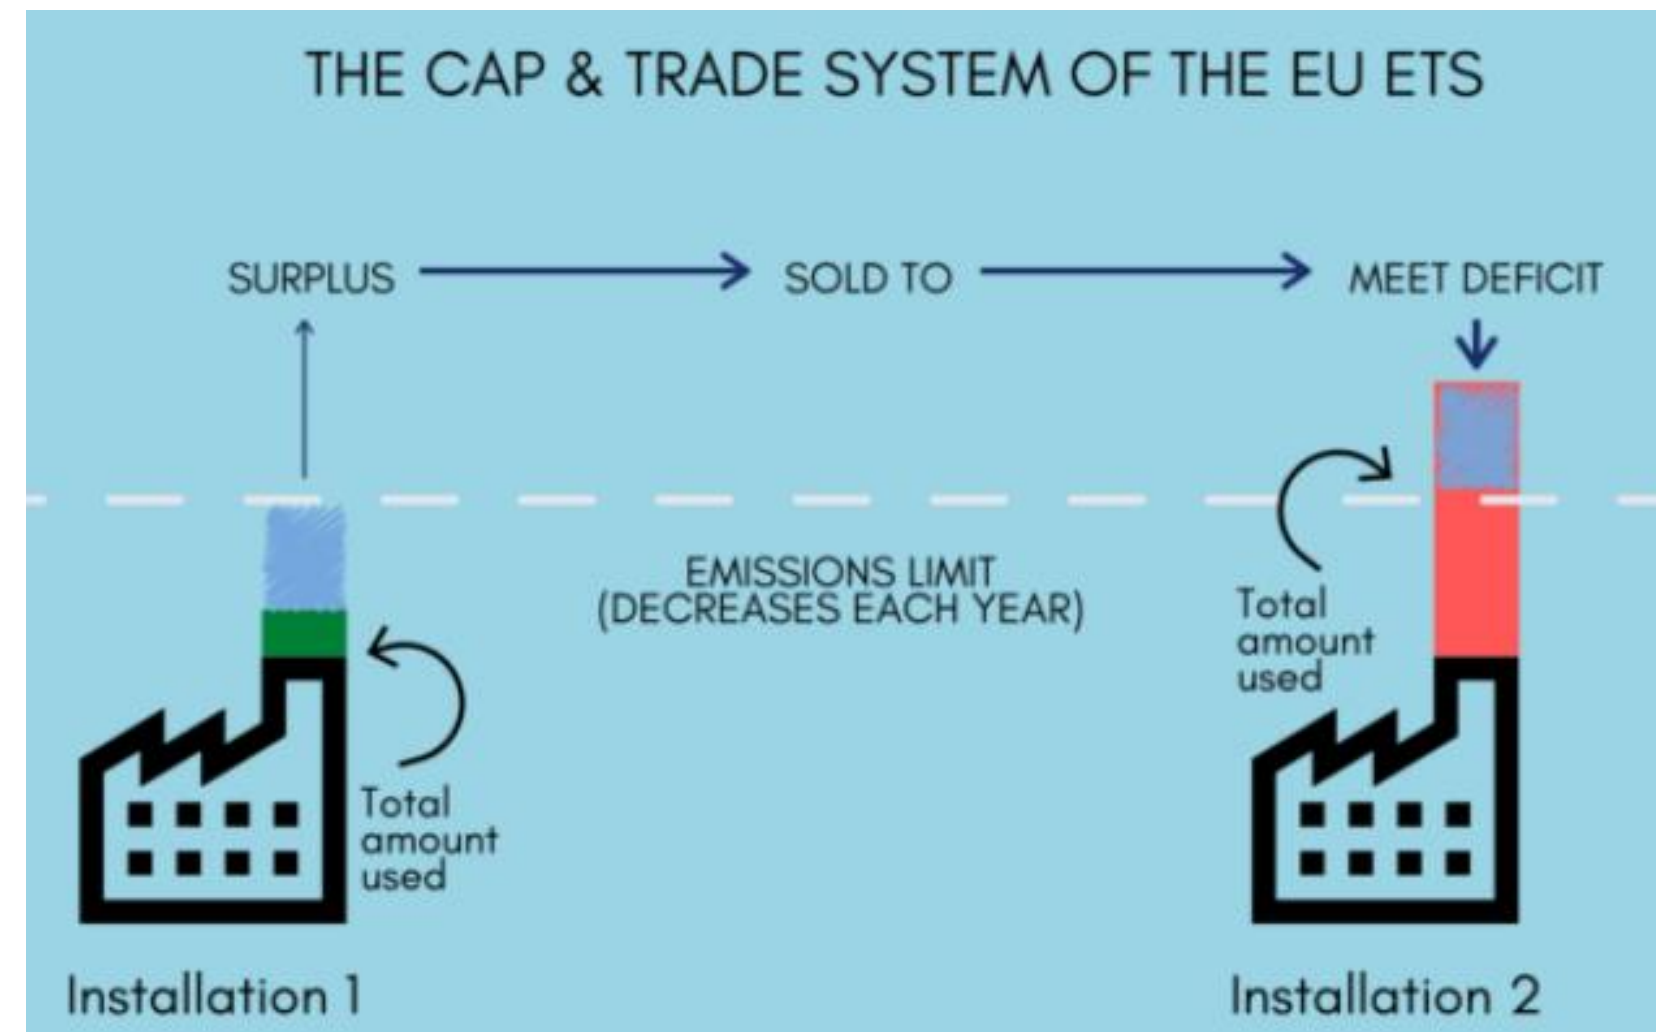 THE CAP & TRADE SYSTEM OF THE EU ETS
SURPLUS
SOLD TO
MEET DEFICIT
EMISSIONS LIMIT
(DECREASES EACH YEAR)
Total
amount
used
Total
amount
used
Installation 1
Installation 2